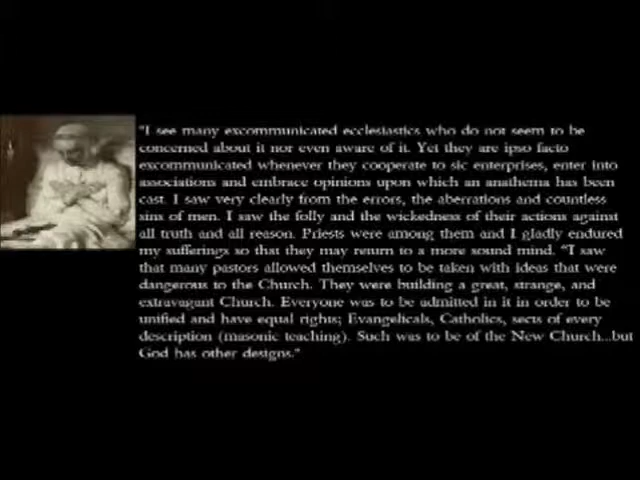 "I see many excommunicated ecclesiastics who do not seem to be
concerned about it nor even aware of it. Yet they are ipso facto
excommunicated whenever they cooperate to sic enterprises, enter into
associations and embrace opinions upon which an anathema has been
cast. I saw very clearly from the errors, the aberrations and countless
sins of men. I saw the folly and the wickedness of their actions against
all truth and all reason. Priests were among them and I gladly endured
my sufferings so that they may return to a more sound mind. "I saw
that many pastors allowed themselves to be taken with ideas that were
dangerous to the Church. They were building a great, strange, and
extravagant Church. Everyone was to be admitted in it in order to be
unified and have equal rights; Evangelicals, Catholics, sects of every
description (masonic teaching). Such was to be of the New Church...but
God has other designs."